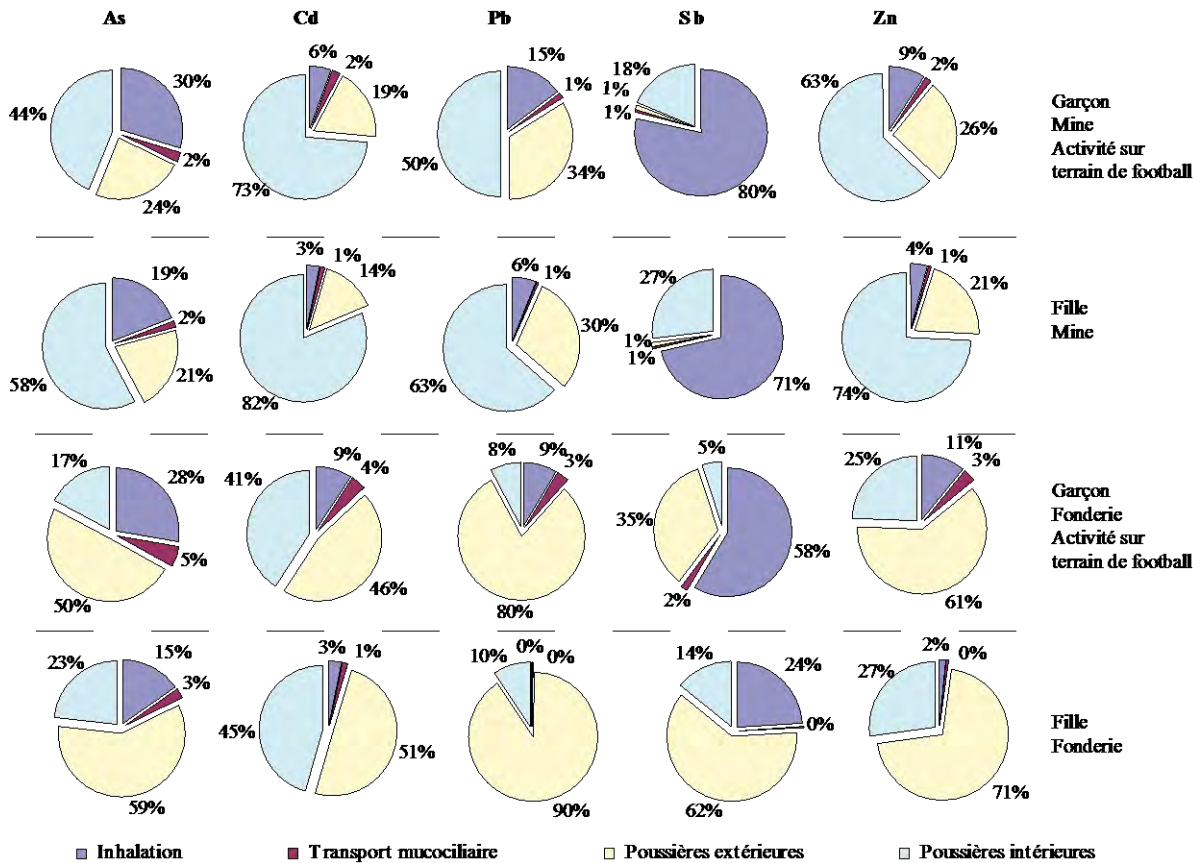 As Cd Pb Sb Zn
30% 2% 24% 44%
6% 2% 19% 73%
15% 1% 34% 50%
18% 1% 1% 80%
9% 2% 26% 63%
Garçon
Mine
Activité sur
terrain de football
19% 2% 21% 58%
3% 1% 14% 82%
6% 1% 30% 63%
27% 1% 1% 71%
4% 1% 21% 74%
Fille
Mine
17% 28% 5% 50%
41% 9% 4% 46%
8% 9% 3% 80%
5% 35% 2% 58%
25% 11% 3% 61%
Garçon
Fonderie
Activité sur
terrain de football
23% 15% 3% 59%
3% 1% 45% 51%
10% 0% 0% 90%
14% 24% 0% 62%
27% 2% 0% 71%
Fille
Fonderie
Inhalation Transport mucociliaire Poussières extérieures Poussières intérieures